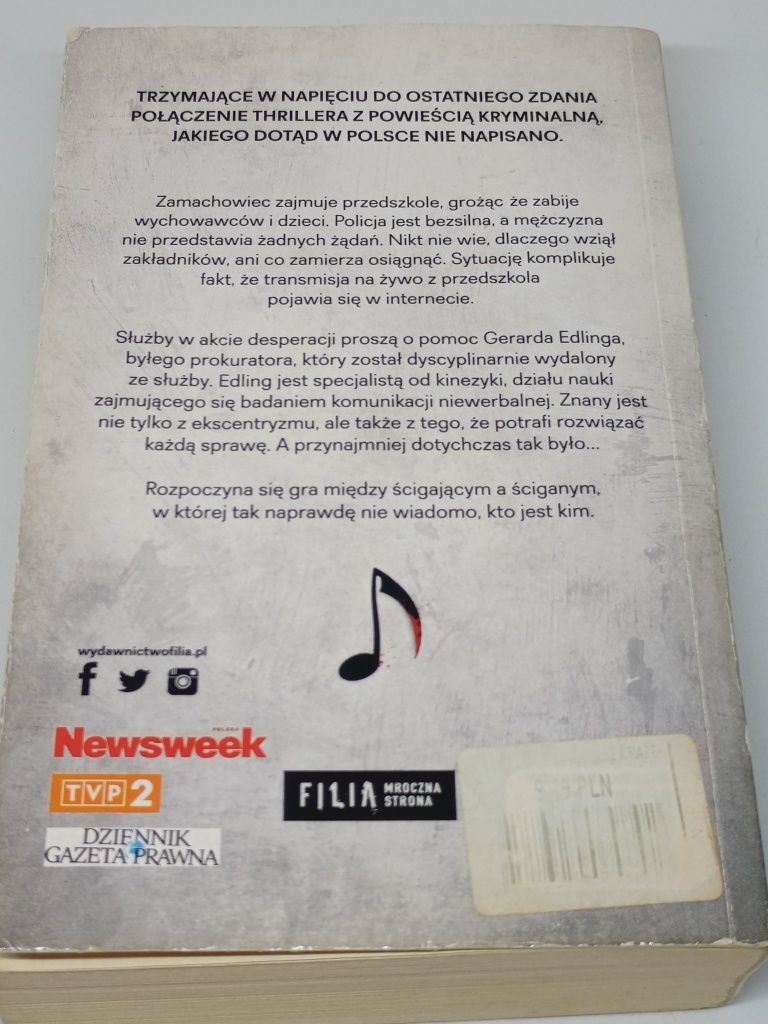 TRZYMAJĄCE W NAPIĘCIU DO OSTATNIEGO ZDANIA
POŁĄCZENIE THRILLERA Z POWIEŚCIĄ KRYMINALNĄ,
JAKIEGO DOTĄD W POLSCE NIE NAPISANO.
Zamachowiec zajmuje przedszkole, grożąc że zabije
wychowawców i dzieci. Policja jest bezsilna, a mężczyzna
nie przedstawia żadnych żądań. Nikt nie wie, dlaczego wziął
zakładników, ani co zamierza osiągnąć. Sytuację komplikuje
fakt, że transmisja na żywo z przedszkola
pojawia się w internecie.
Służby w akcie desperacji proszą o pomoc Gerarda Edlinga,
byłego prokuratora, który został dyscyplinarnie wydalony
ze służby. Edling jest specjalistą od kinezyki, działu nauki
zajmującego się badaniem komunikacji niewerbalnej. Znany jest
nie tylko z ekscentryzmu, ale także z tego, że potrafi rozwiązać
każdą sprawę. A przynajmniej dotychczas tak było...
Rozpoczyna się gra między ścigającym a ściganym,
w której tak naprawdę nie wiadomo, kto jest kim.
wydawnictwofilia.pl
POLSKA
Newsweek
TVP2
FILIA MROCZNA
STRONA
DZIENNIK
GAZETA PRAWNA
PLN